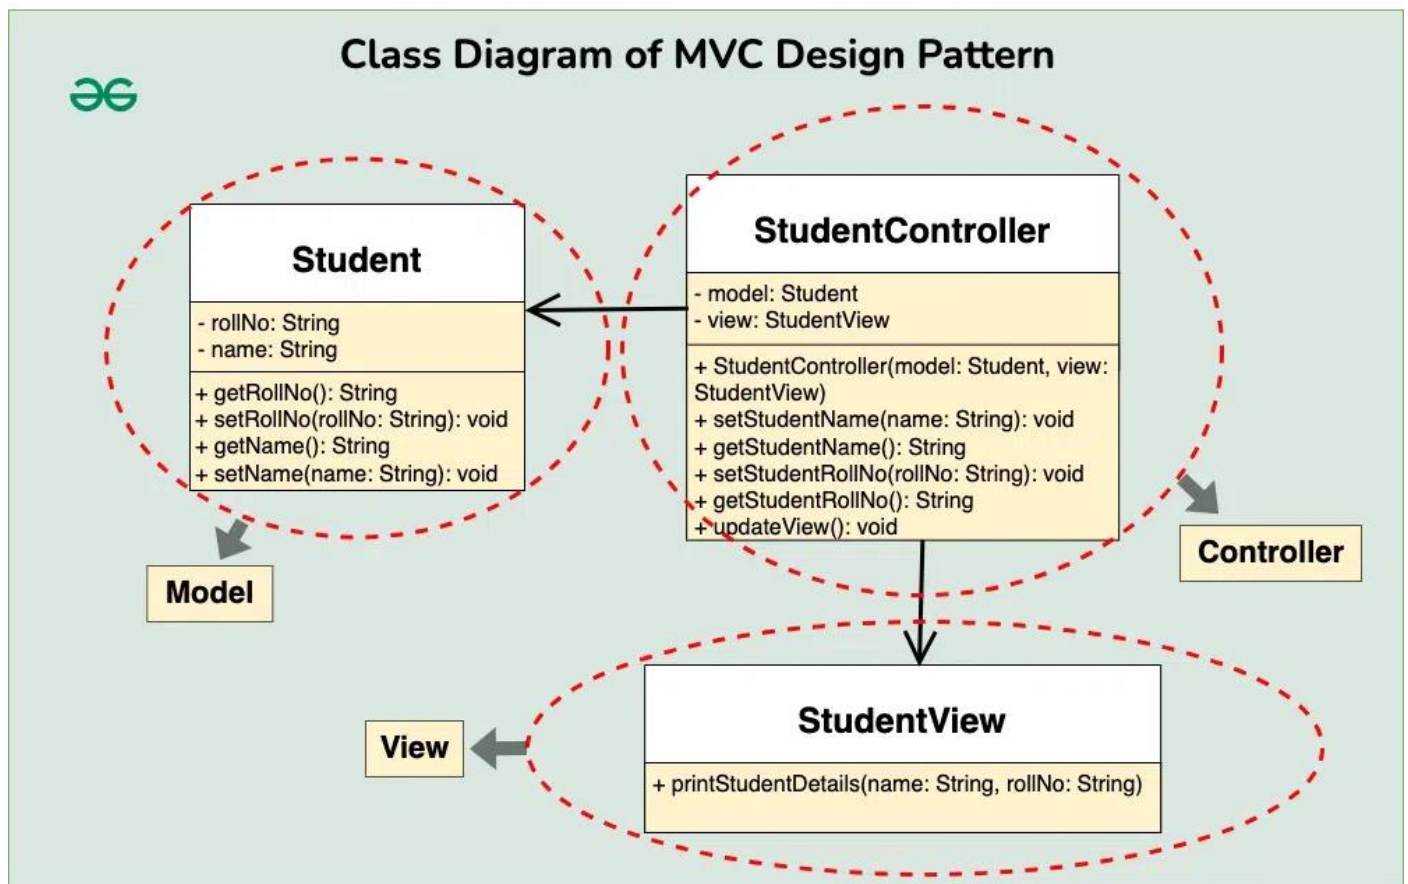 Class Diagram of MVC Design Pattern
Student
- rollNo: String
- name: String
+ getRollNo(): String
+ setRollNo(rollNo: String): void
+ getName(): String
+ setName(name: String): void
Model
StudentController
- model: Student
- view: StudentView
+ StudentController(model: Student, view:
StudentView)
+ setStudentName(name: String): void
+ getStudentName(): String
+ setStudentRollNo(rollNo: String): void
+ getStudentRollNo(): String
+ updateView(): void
Controller
View
StudentView
+ printStudentDetails(name: String, rollNo: String)